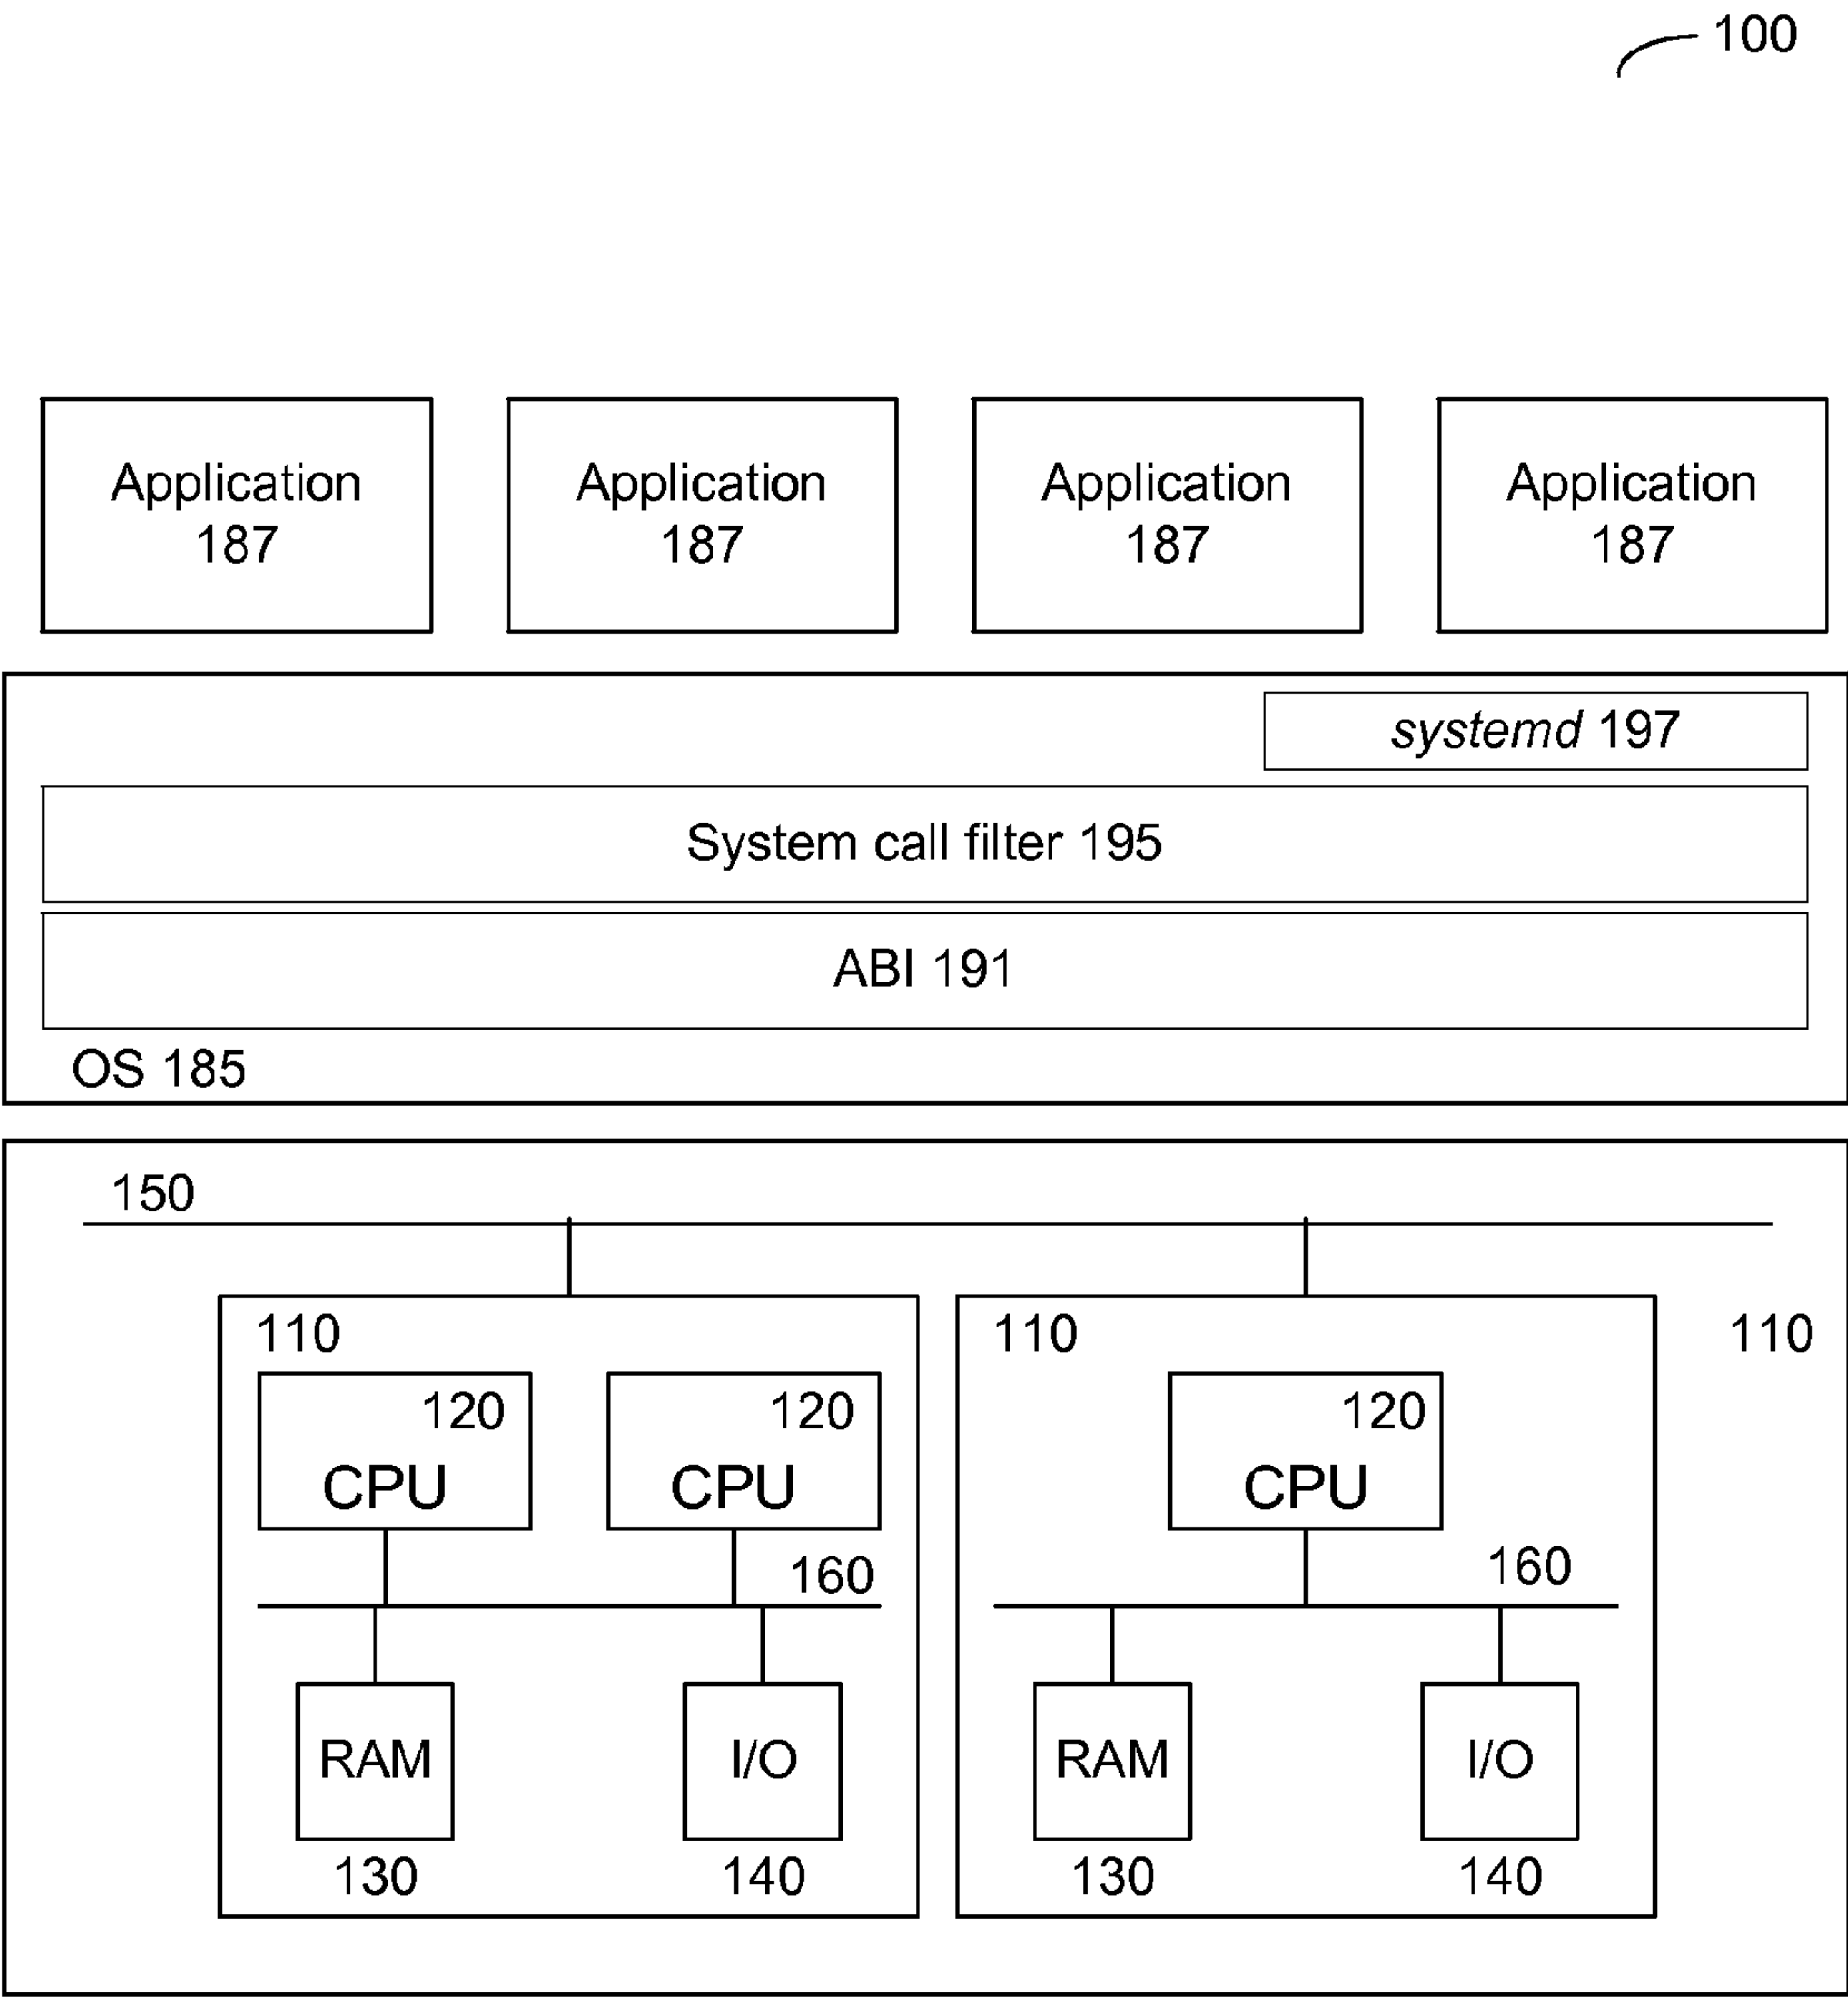 100
Application
187
Application
187
Application
187
Application
187
systemd 197
System call filter 195
ABI 191
OS 185
150
110
110
110
120
CPU
120
CPU
120
CPU
160
160
RAM
I/O
RAM
I/O
130
140
130
140